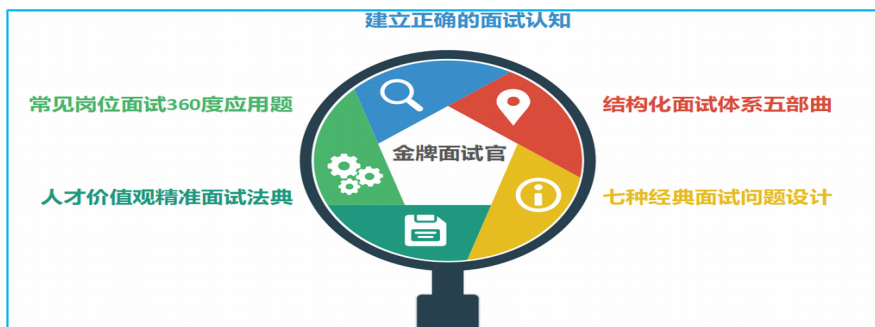 建立正确的面试认知
常见岗位面试360度应用题
结构化面试体系五部曲
金牌面试官
人才价值观精准面试法典
七种经典面试问题设计